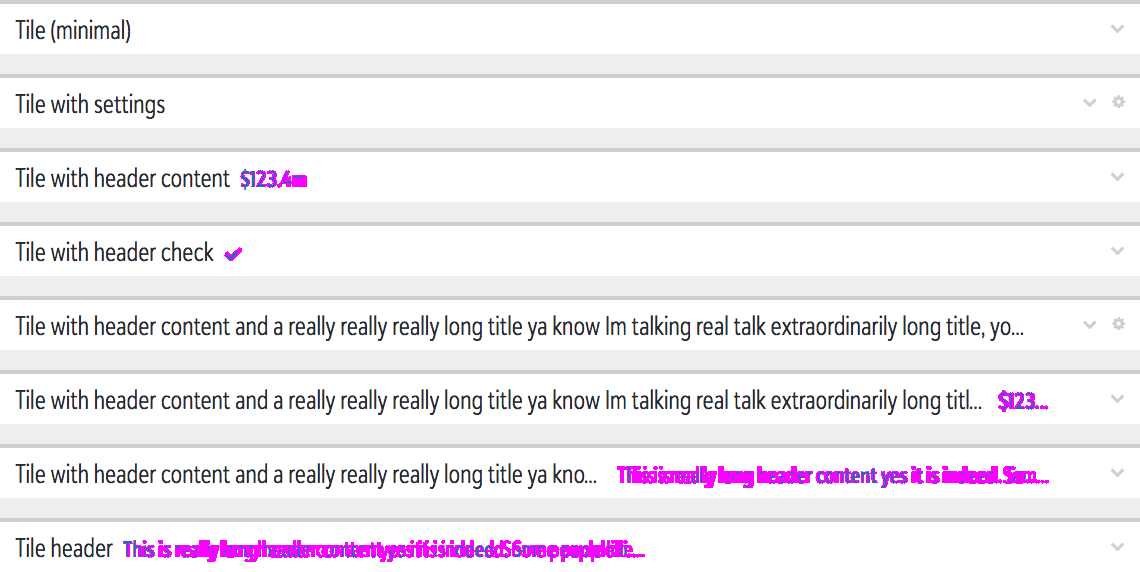 Tile (minimal)
Tile with settings
Tile with header content $123.4m
Tile with header check
Tile with header content and a really really really long title ya know Im talking real talk extraordinarily long title, yo...
Tile with header content and a really really really long title ya know Im talking real talk extraordinarily long titl... $123...
Tile with header content and a really really really long title ya kno... This is really long header content yes it is indeed. Som...
Tile header This is really long header content yes it is indeed. Some people like...